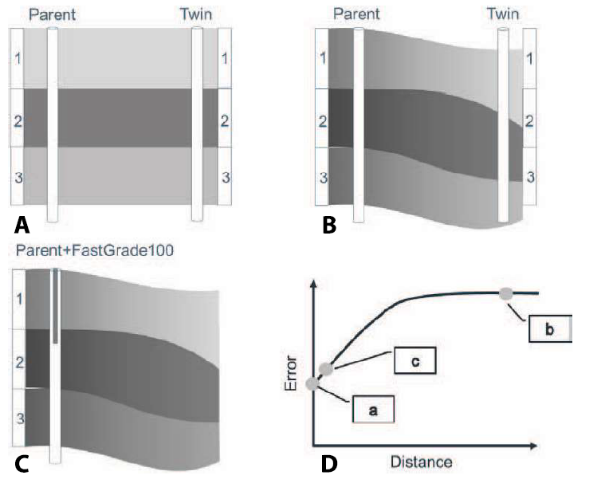 Parent Twin
1 1
2 2
3 3
A
Parent Twin
1 1
2 2
3 3
B
Parent+FastGrade100
1
2
3
C
Error
b
c
a
Distance
D